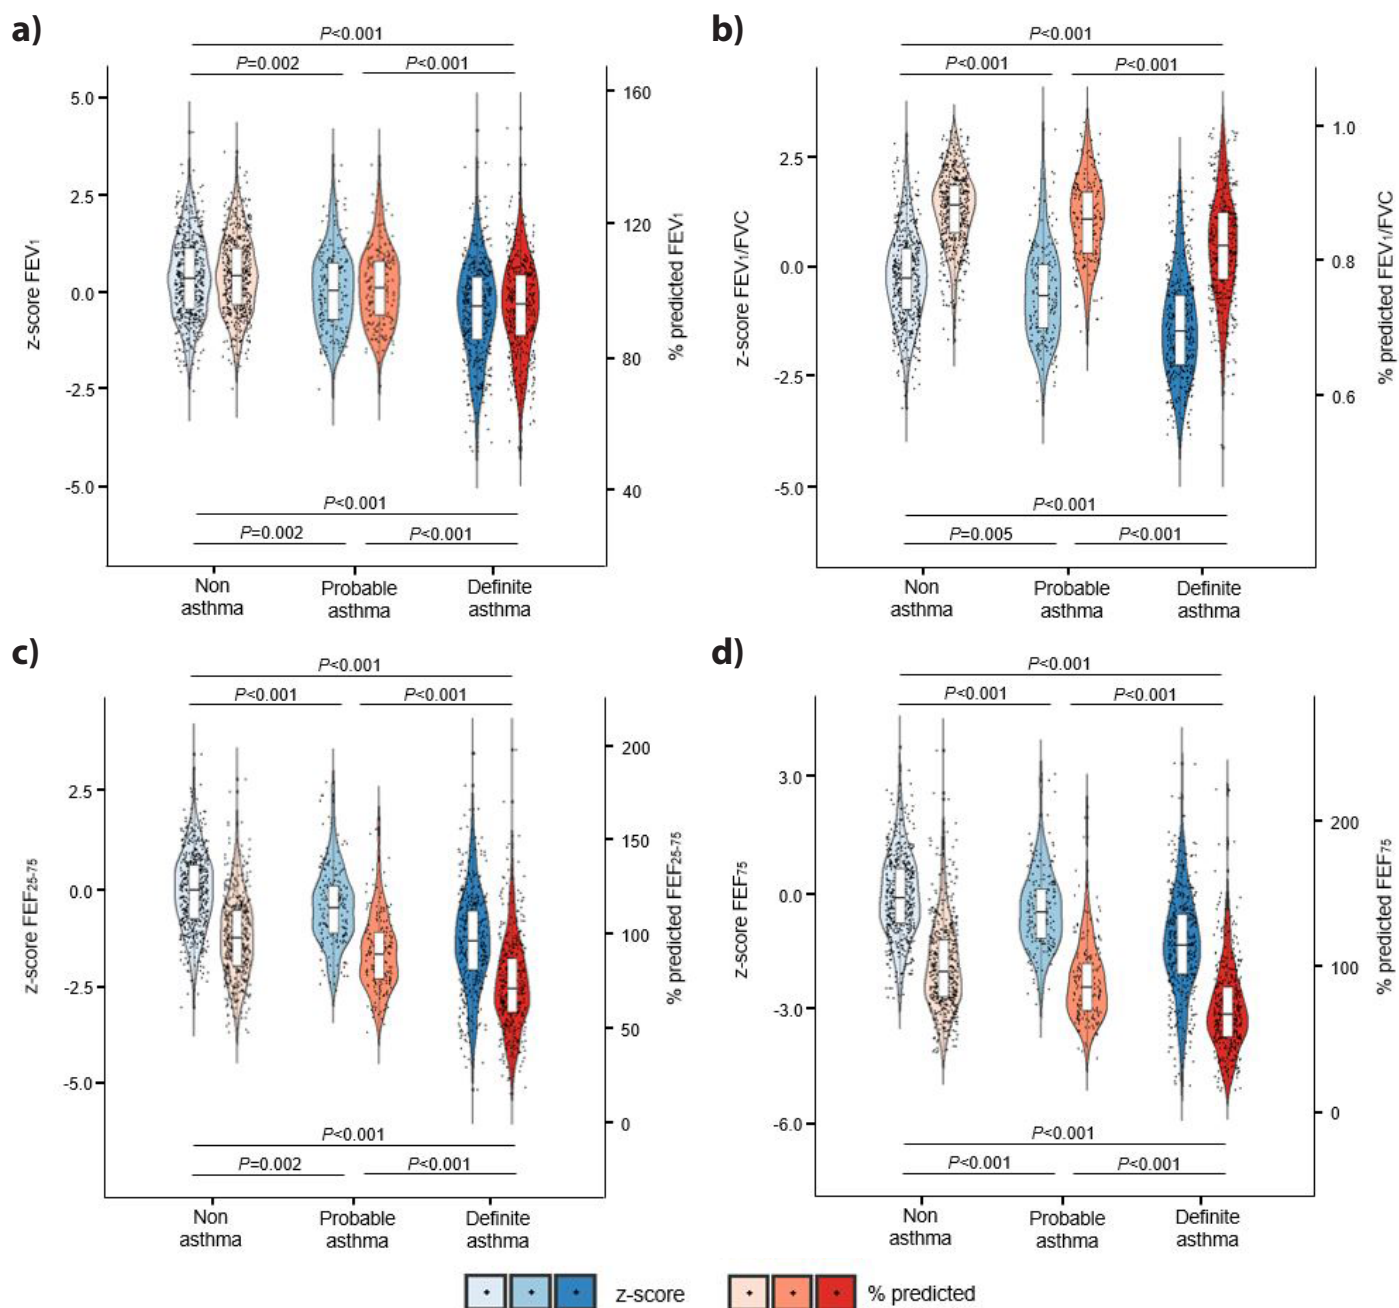 a)
P<0.001
P=0.002
P<0.001
5.0
2.5
0.0
-2.5
-5.0
z-score FEV1
160
120
80
40
% predicted FEV1
P<0.001
P=0.002
P<0.001
Non
asthma
Probable
asthma
Definite
asthma
b)
P<0.001
P<0.001
P<0.001
2.5
0.0
-2.5
-5.0
z-score FEV1/FVC
1.0
0.8
0.6
% predicted FEV1/FVC
P<0.001
P=0.005
P<0.001
Non
asthma
Probable
asthma
Definite
asthma
c)
P<0.001
P<0.001
P<0.001
2.5
0.0
-2.5
-5.0
z-score FEF25-75
200
150
100
50
0
% predicted FEF25-75
P<0.001
P=0.002
P<0.001
Non
asthma
Probable
asthma
Definite
asthma
d)
P<0.001
P<0.001
P<0.001
3.0
0.0
-3.0
-6.0
z-score FEF75
200
100
0
% predicted FEF75
P<0.001
P<0.001
P<0.001
Non
asthma
Probable
asthma
Definite
asthma
z-score
% predicted